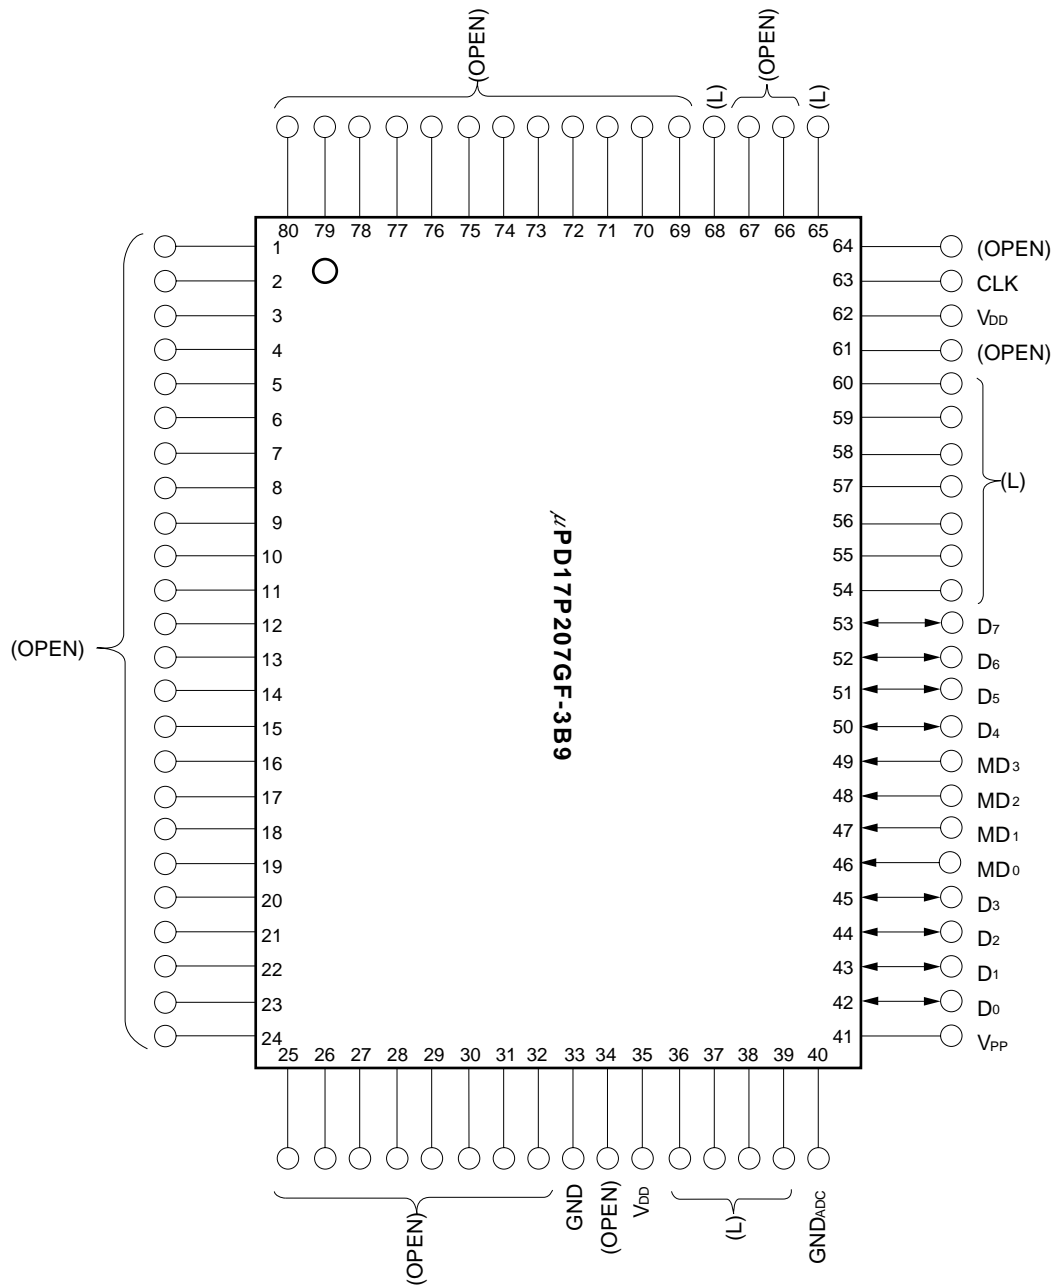 (OPEN)
(L)
(OPEN)
(L)
80 79 78 77 76 75 74 73 72 71 70 69 68 67 66 65
1
2
3
4
5
6
7
8
9
10
11
12
13
14
15
16
17
18
19
20
21
22
23
24
(OPEN)
μPD17P207GF-3B9
64 (OPEN)
63 CLK
62 VDD
61 (OPEN)
60
59
58
57
56
55
54
(L)
53 D7
52 D6
51 D5
50 D4
49 MD3
48 MD2
47 MD1
46 MD0
45 D3
44 D2
43 D1
42 D0
41 VPP
25 26 27 28 29 30 31 32 33 34 35 36 37 38 39 40
(OPEN)
GND
(OPEN)
VDD
(L)
GNDADC